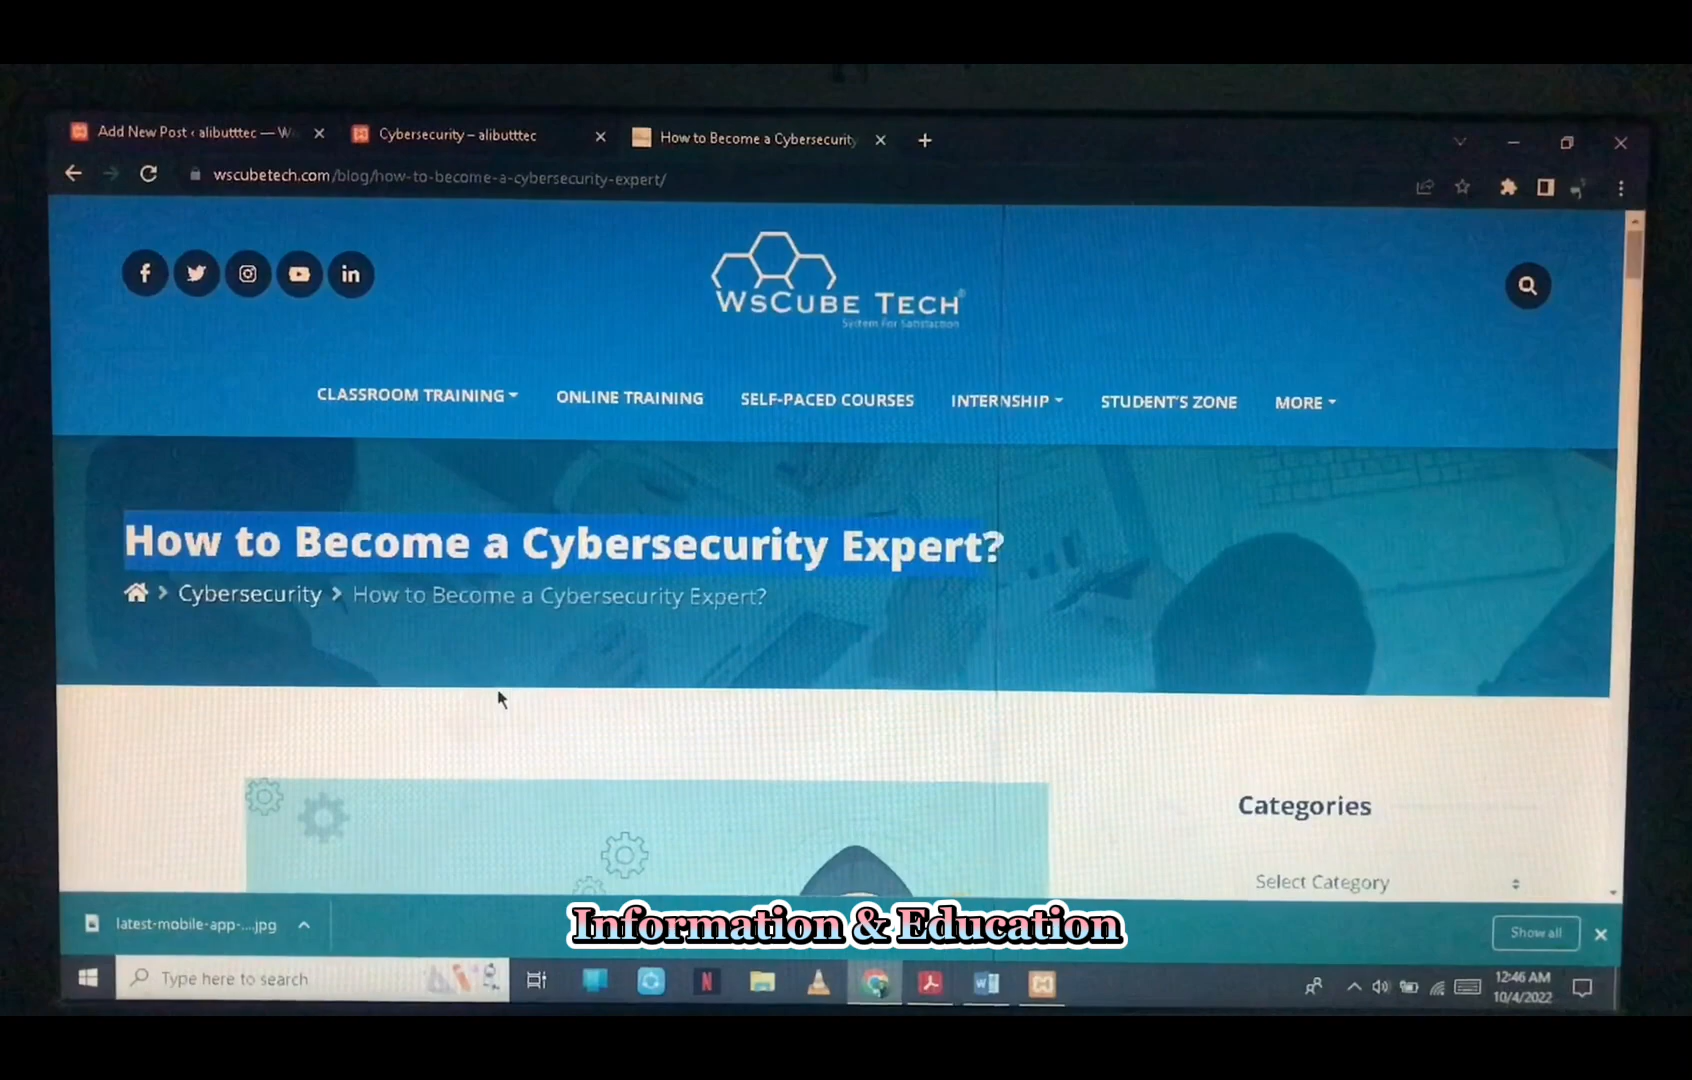 Add New Post ‹ alibutttec — W
Cybersecurity – alibutttec
How to Become a Cybersecurity
wscubetech.com/blog/how-to-become-a-cybersecurity-expert/
WsCube Tech
System For Satisfaction
CLASSROOM TRAINING
ONLINE TRAINING
SELF-PACED COURSES
INTERNSHIP
STUDENT'S ZONE
MORE
How to Become a Cybersecurity Expert?
Cybersecurity > How to Become a Cybersecurity Expert?
Categories
Select Category
latest-mobile-app-....jpg
Information & Education
Show all
Type here to search
12:46 AM
10/4/2022